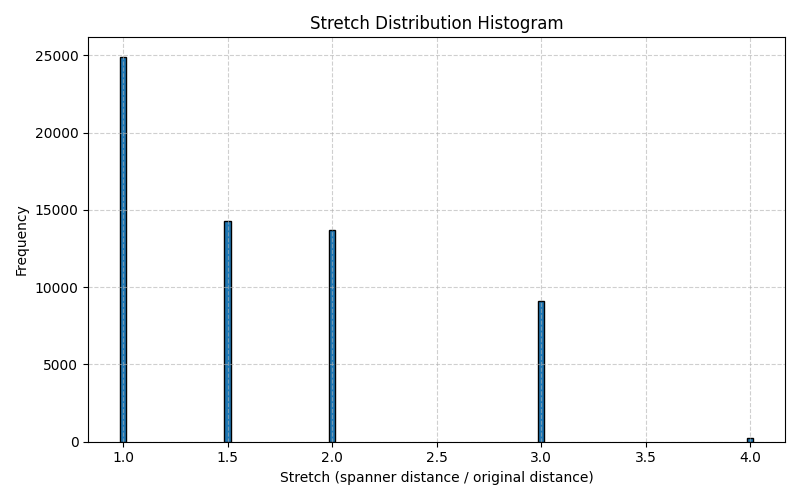 Stretch Distribution Histogram
Frequency
25000
20000
15000
10000
5000
0
1.0 1.5 2.0 2.5 3.0 3.5 4.0
Stretch (spanner distance / original distance)